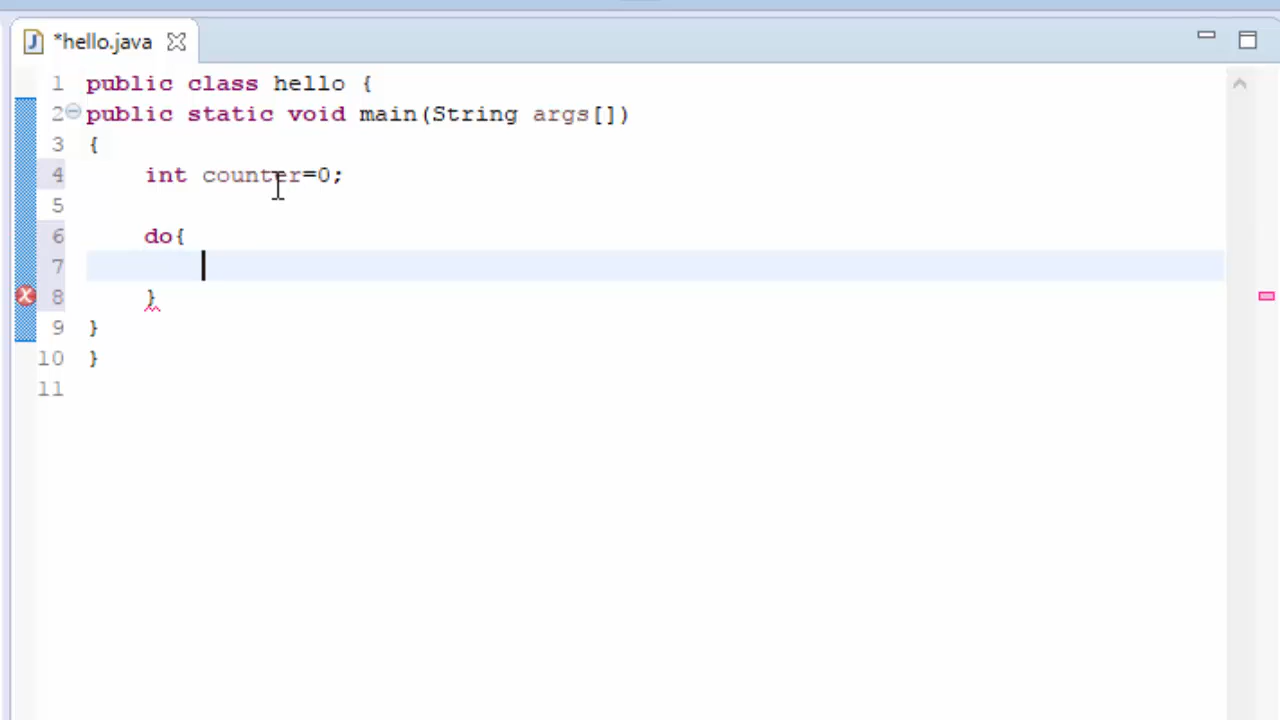 *hello.java
1 public class hello {
2 public static void main(String args[])
3 {
4 int counter=0;
5
6 do{
7
8 }
9 }
10 }
11